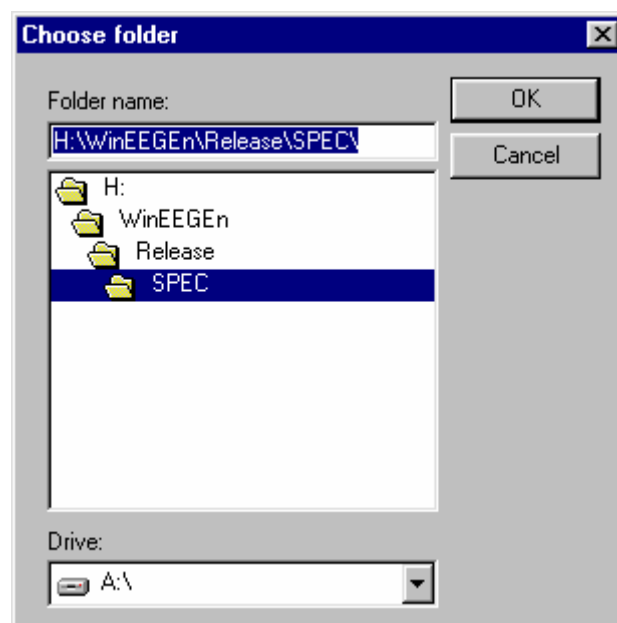 Choose folder
Folder name:
OK
H:\WinEEGEn\Release\SPEC\
Cancel
H:
WinEEGEn
Release
SPEC
Drive:
A:\